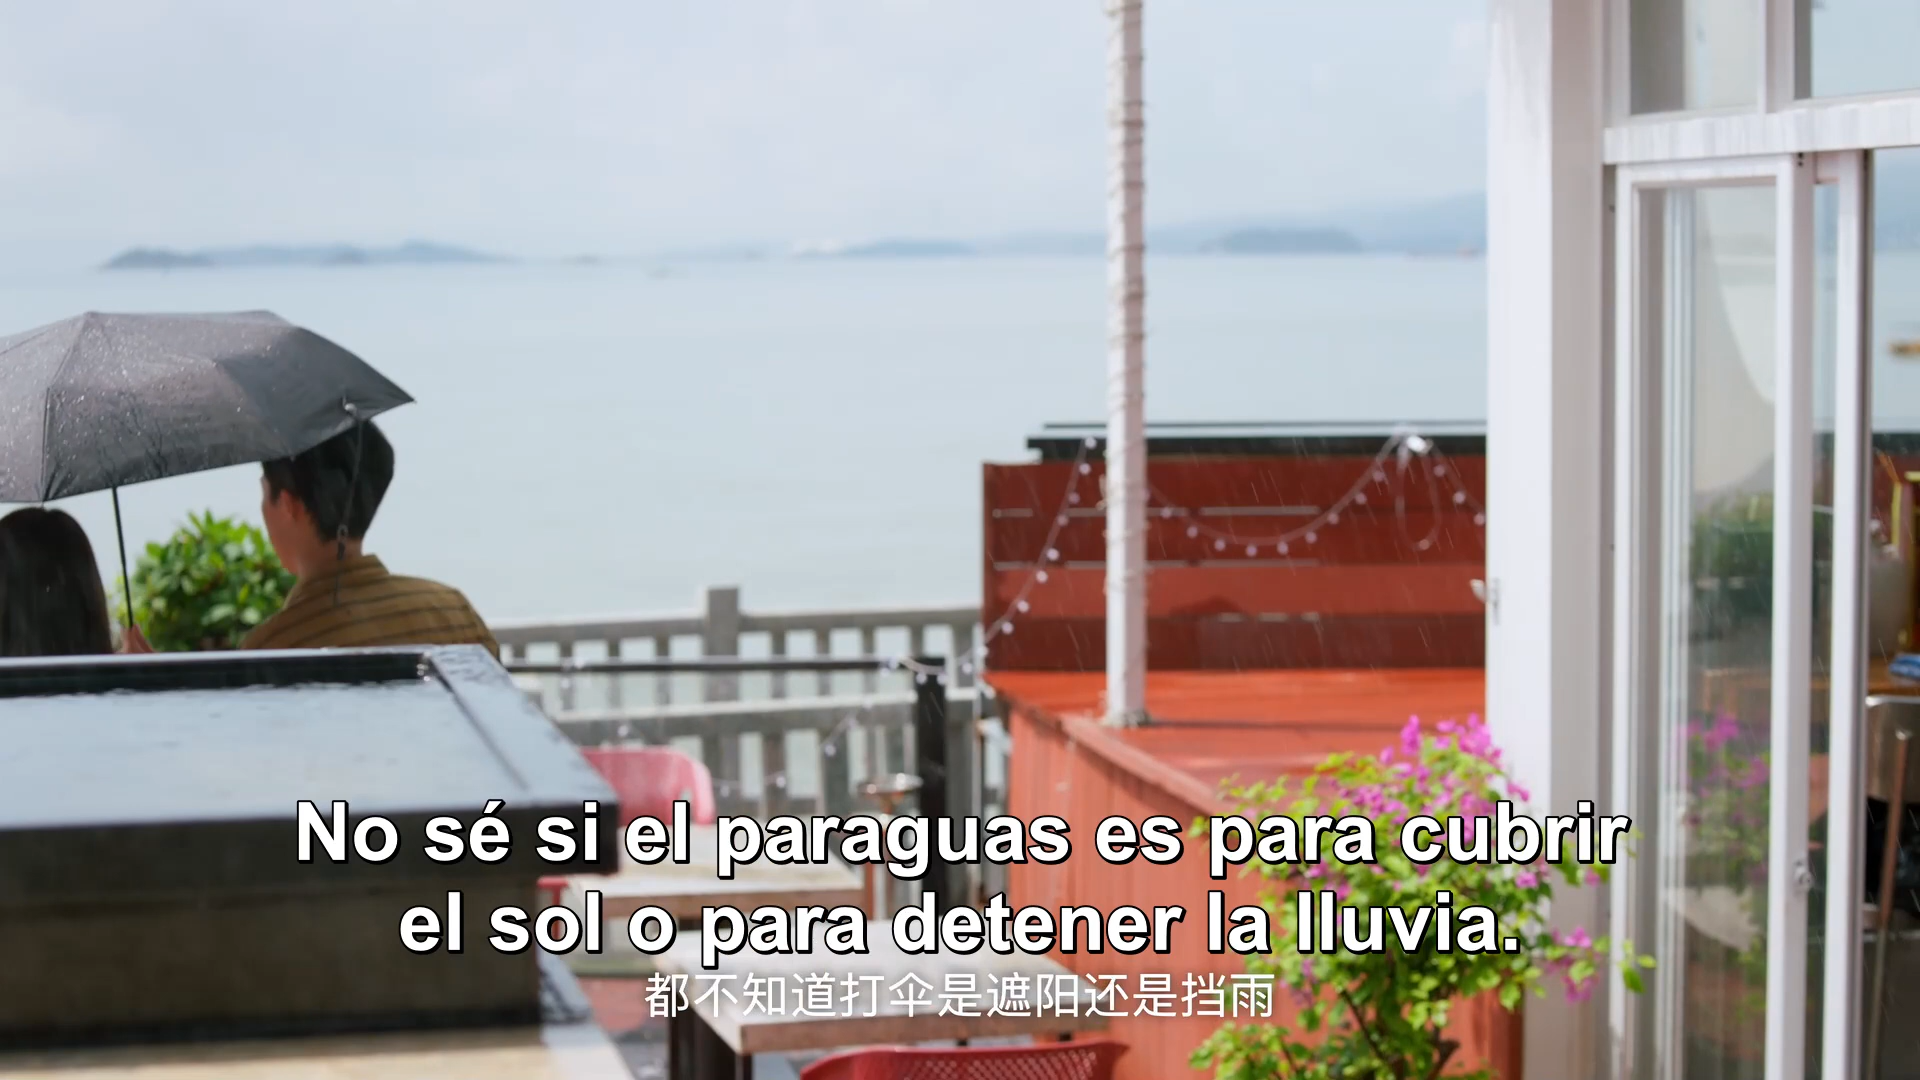 No sé si el paraguas es para cubrir
el sol o para detener la lluvia.
都不知道打伞是遮阳还是挡雨